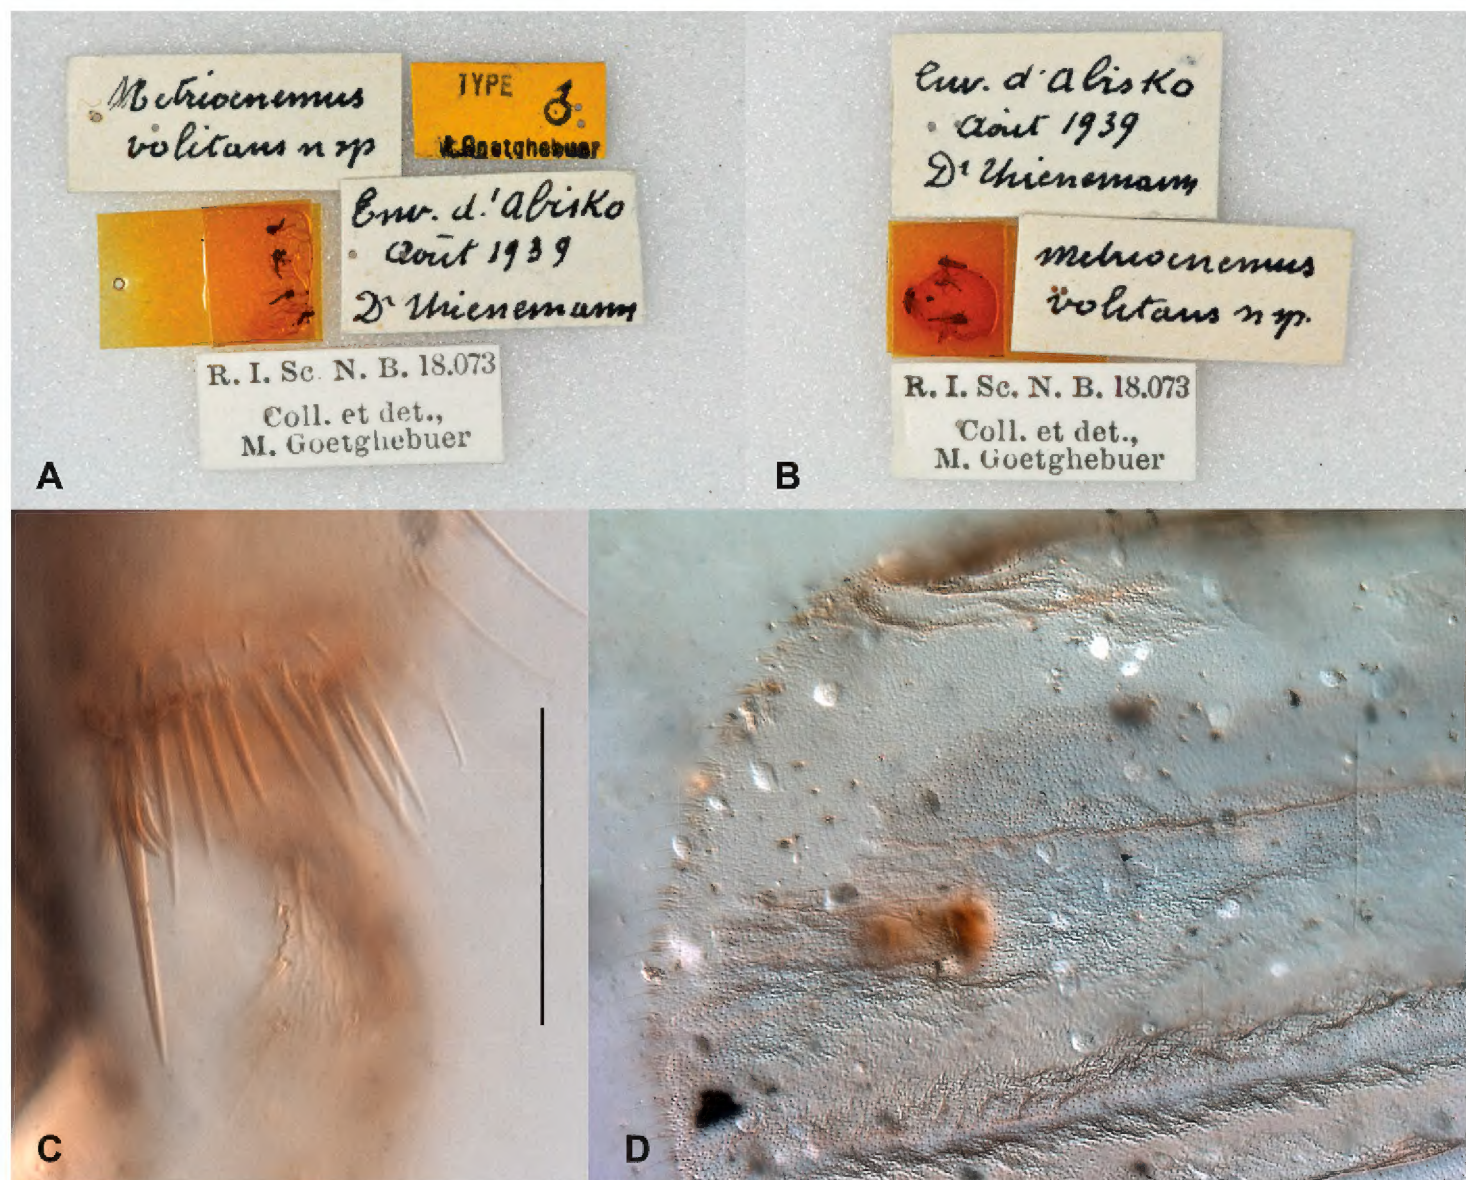 Metriocnemus
volitans n sp
TYPE ♂
M. Goetghebuer
Env. d'Abisko
Août 1939
Dr Thienemann
R. I. Sc. N. B. 18.073
Coll. et det.,
M. Goetghebuer
A
Env. d'Abisko
Août 1939
Dr Thienemann
Metriocnemus
volitans n sp.
R. I. Sc. N. B. 18.073
Coll. et det.,
M. Goetghebuer
B
C
D